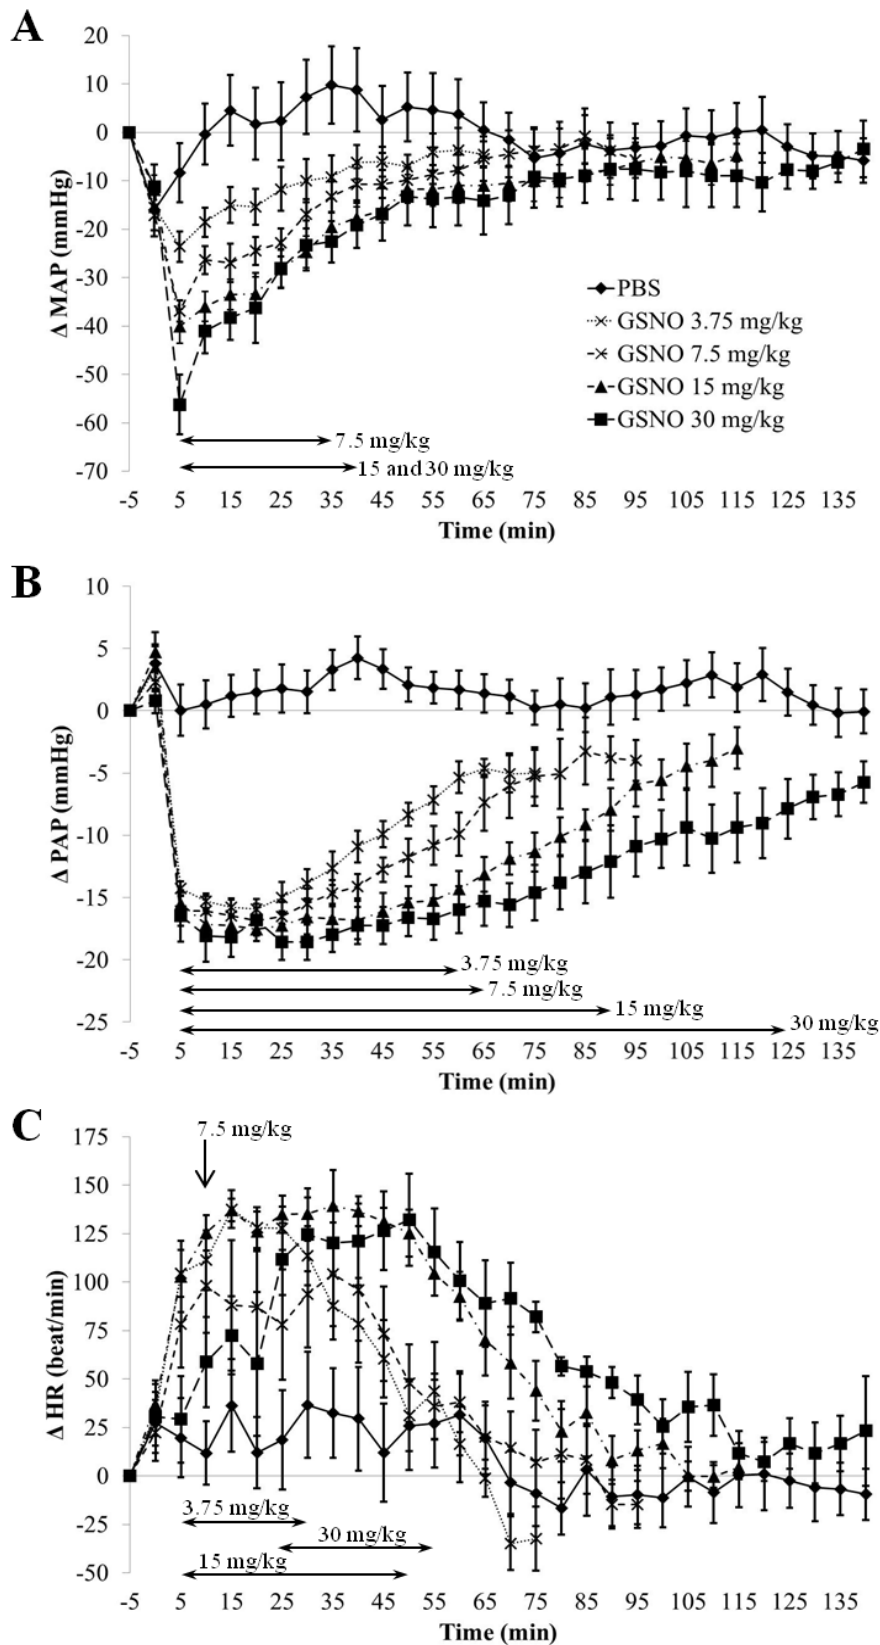 A
20
10
0
-10
-20
-30
-40
-50
-60
-70
Δ MAP (mmHg)
PBS
GSNO 3.75 mg/kg
GSNO 7.5 mg/kg
GSNO 15 mg/kg
GSNO 30 mg/kg
7.5 mg/kg
15 and 30 mg/kg
-5 5 15 25 35 45 55 65 75 85 95 105 115 125 135
Time (min)
B
10
5
0
-5
-10
-15
-20
-25
Δ PAP (mmHg)
3.75 mg/kg
7.5 mg/kg
15 mg/kg
30 mg/kg
-5 5 15 25 35 45 55 65 75 85 95 105 115 125 135
Time (min)
C
175
150
125
100
75
50
25
0
-25
-50
Δ HR (beat/min)
7.5 mg/kg
3.75 mg/kg
30 mg/kg
15 mg/kg
-5 5 15 25 35 45 55 65 75 85 95 105 115 125 135
Time (min)